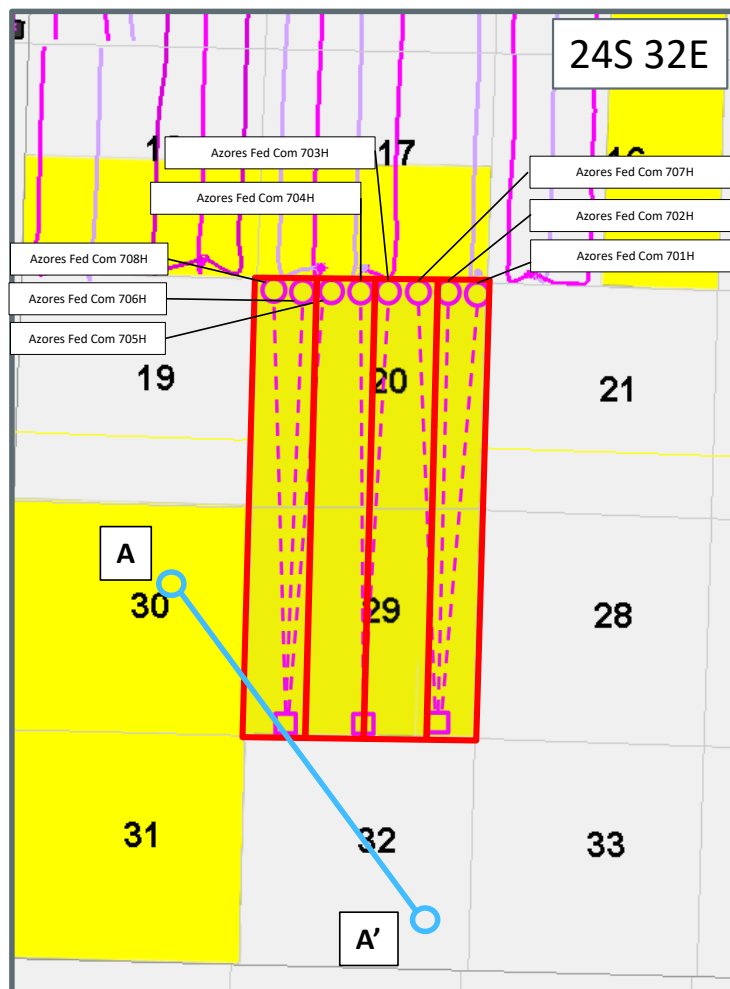 24S 32E
17
Azores Fed Com 703H
Azores Fed Com 707H
Azores Fed Com 704H
Azores Fed Com 702H
Azores Fed Com 708H
Azores Fed Com 701H
Azores Fed Com 706H
Azores Fed Com 705H
19
20
21
A
30
29
28
31
32
33
A'